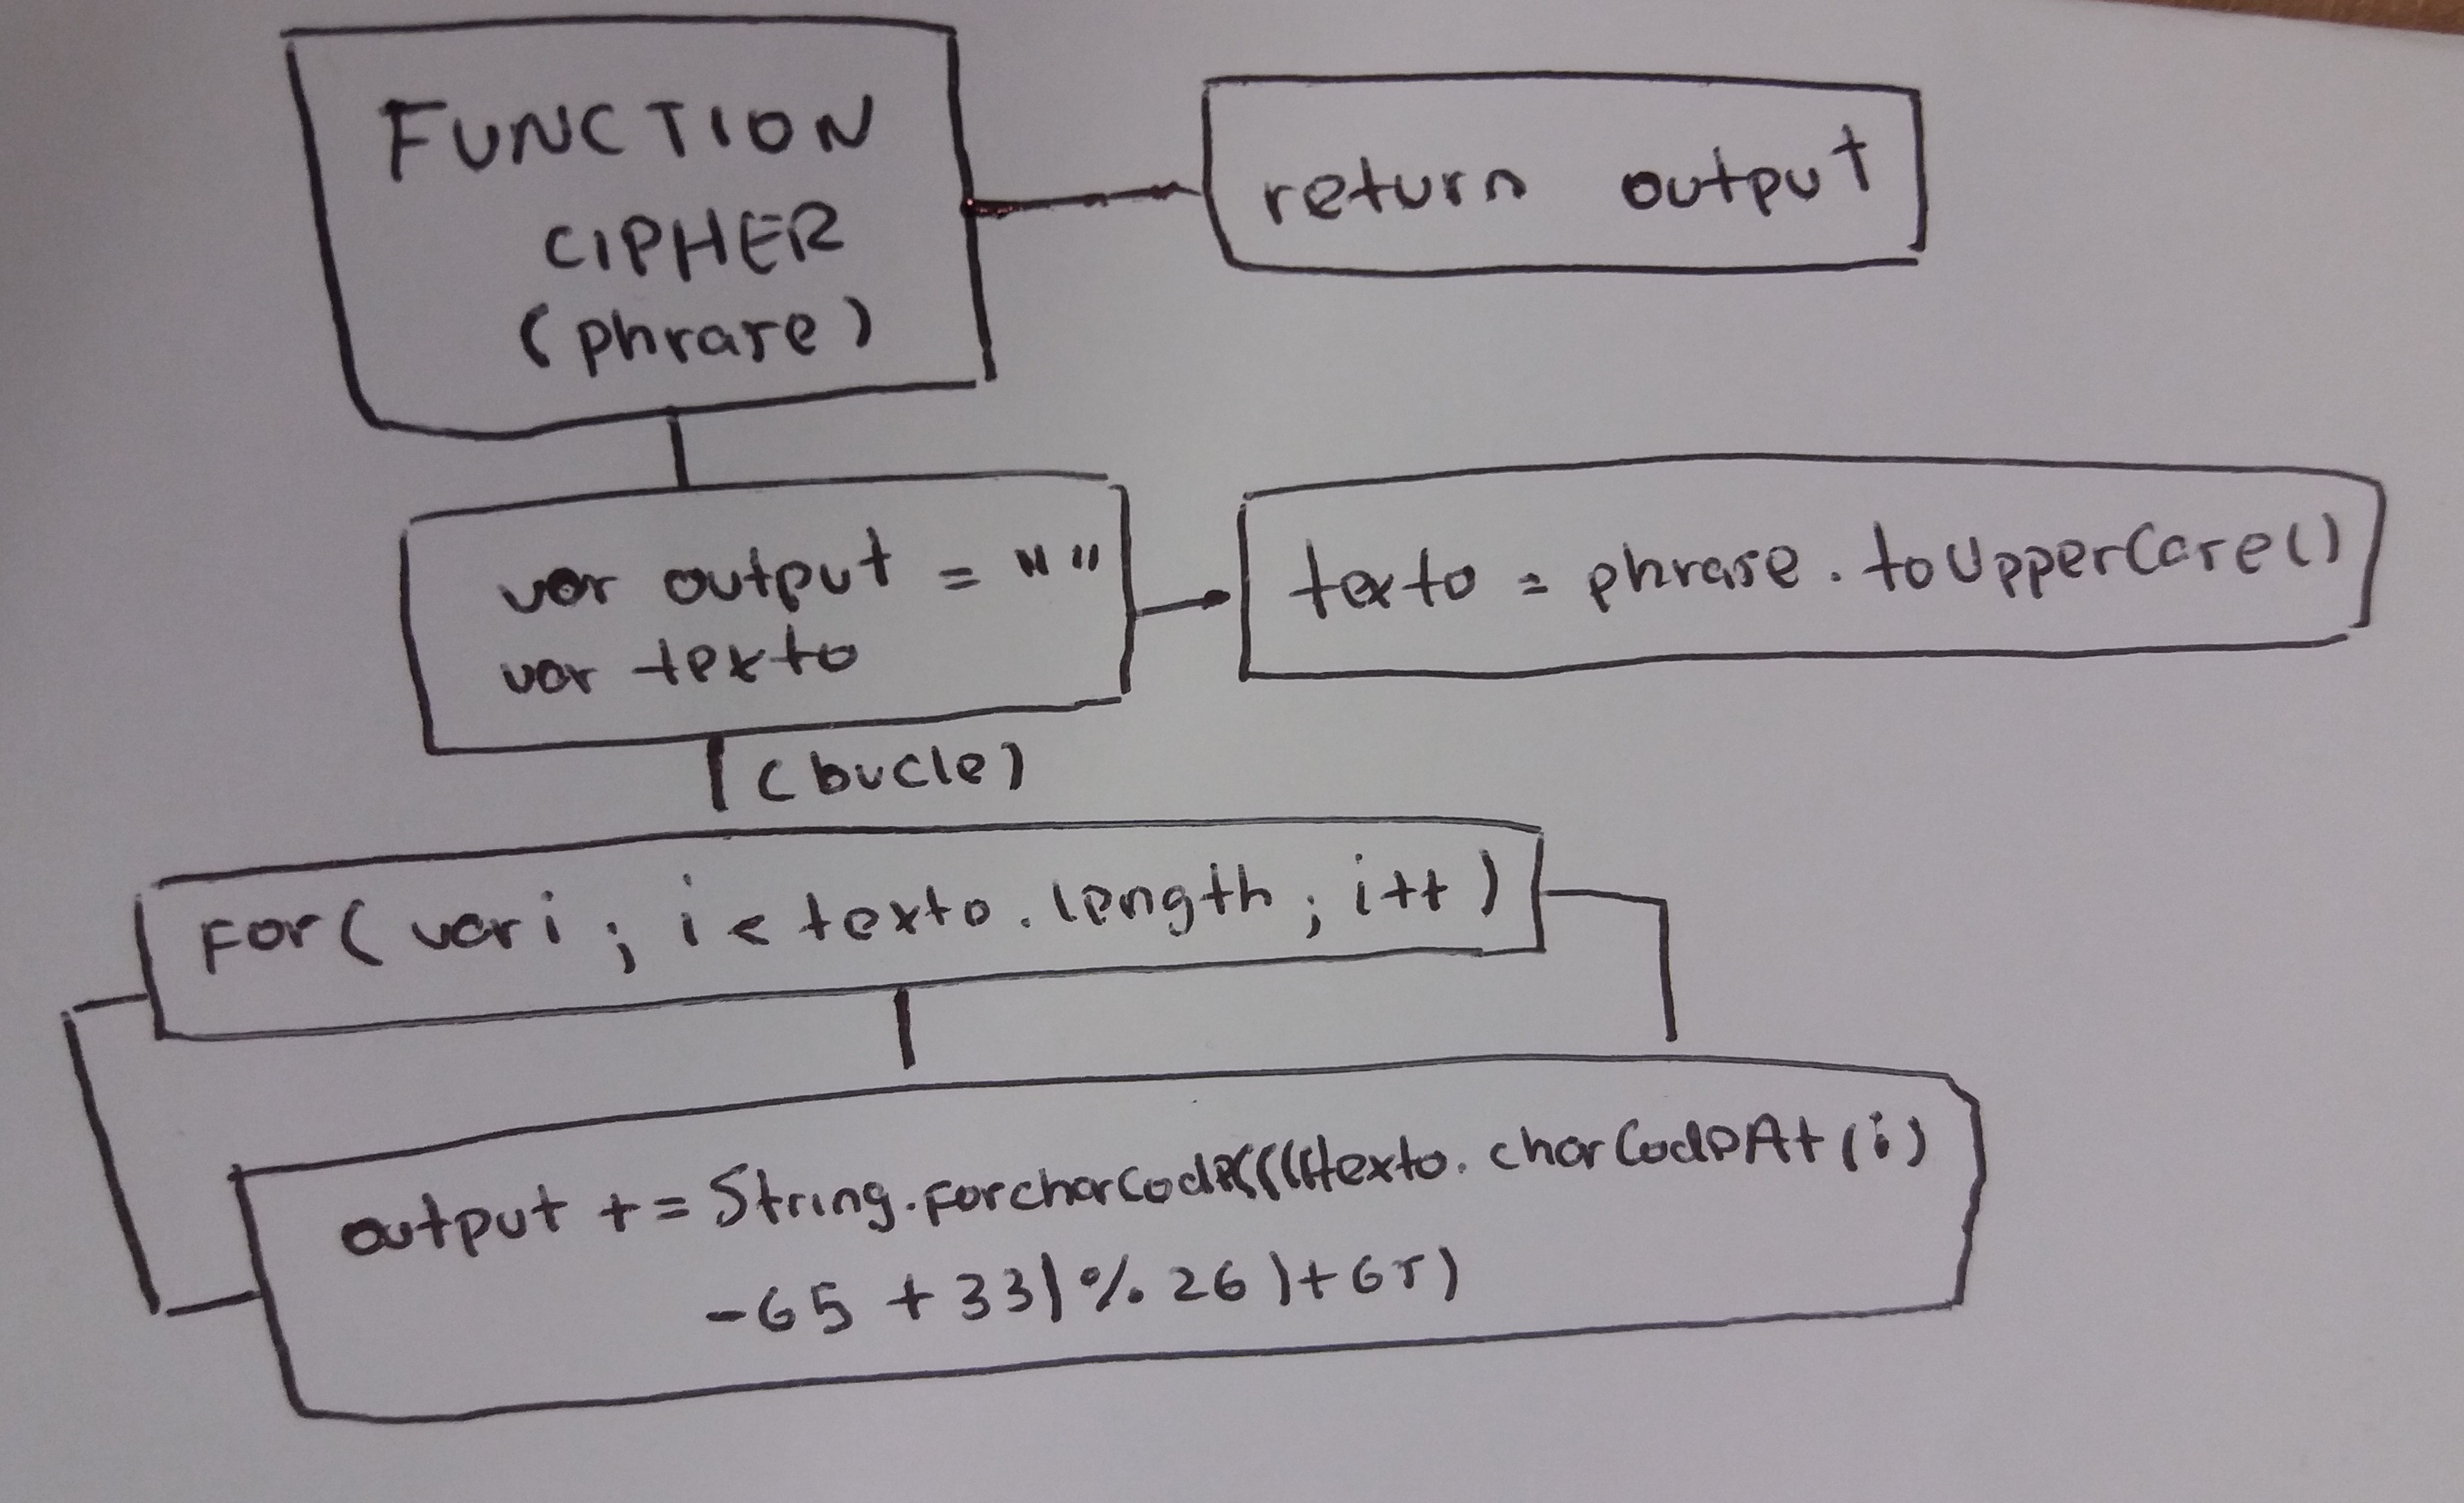 FUNCTION
CIPHER
(phrase)
return output
var output = ""
var texto
texto = phrase.toUpperCase()
(bucle)
For( var i ; i < texto.length ; i++ )
output += String.forcharCode((((texto.charCodeAt(i)
-65 +33)% 26 )+65)